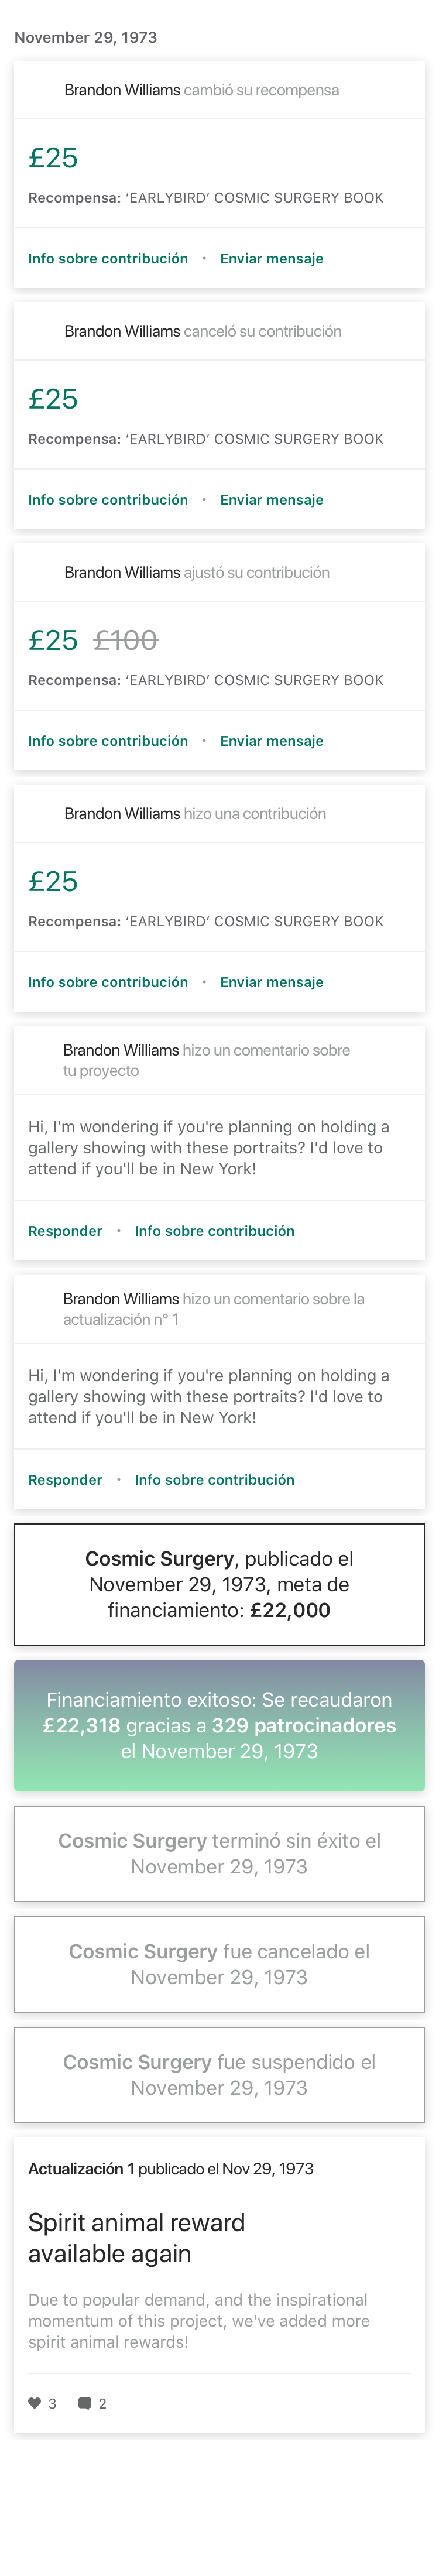 November 29, 1973
Brandon Williams cambió su recompensa
£25
Recompensa: ‘EARLYBIRD’ COSMIC SURGERY BOOK
Info sobre contribución • Enviar mensaje
Brandon Williams canceló su contribución
£25
Recompensa: ‘EARLYBIRD’ COSMIC SURGERY BOOK
Info sobre contribución • Enviar mensaje
Brandon Williams ajustó su contribución
£25 £100
Recompensa: ‘EARLYBIRD’ COSMIC SURGERY BOOK
Info sobre contribución • Enviar mensaje
Brandon Williams hizo una contribución
£25
Recompensa: ‘EARLYBIRD’ COSMIC SURGERY BOOK
Info sobre contribución • Enviar mensaje
Brandon Williams hizo un comentario sobre
tu proyecto
Hi, I'm wondering if you're planning on holding a
gallery showing with these portraits? I'd love to
attend if you'll be in New York!
Responder • Info sobre contribución
Brandon Williams hizo un comentario sobre la
actualización n° 1
Hi, I'm wondering if you're planning on holding a
gallery showing with these portraits? I'd love to
attend if you'll be in New York!
Responder • Info sobre contribución
Cosmic Surgery, publicado el
November 29, 1973, meta de
financiamiento: £22,000
Financiamiento exitoso: Se recaudaron
£22,318 gracias a 329 patrocinadores
el November 29, 1973
Cosmic Surgery terminó sin éxito el
November 29, 1973
Cosmic Surgery fue cancelado el
November 29, 1973
Cosmic Surgery fue suspendido el
November 29, 1973
Actualización 1 publicado el Nov 29, 1973
Spirit animal reward
available again
Due to popular demand, and the inspirational
momentum of this project, we've added more
spirit animal rewards!
3 2